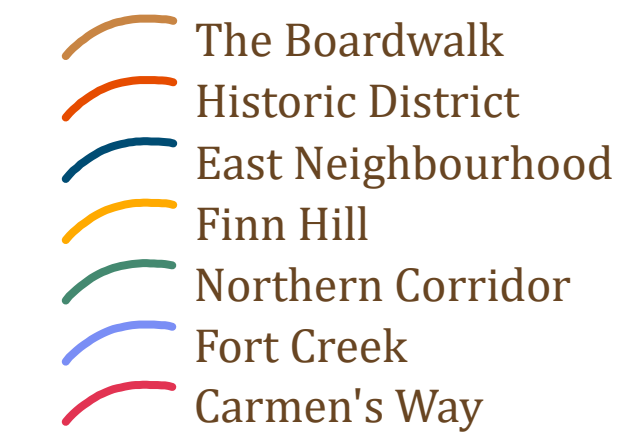 The Boardwalk
Historic District
East Neighbourhood
Finn Hill
Northern Corridor
Fort Creek
Carmen's Way